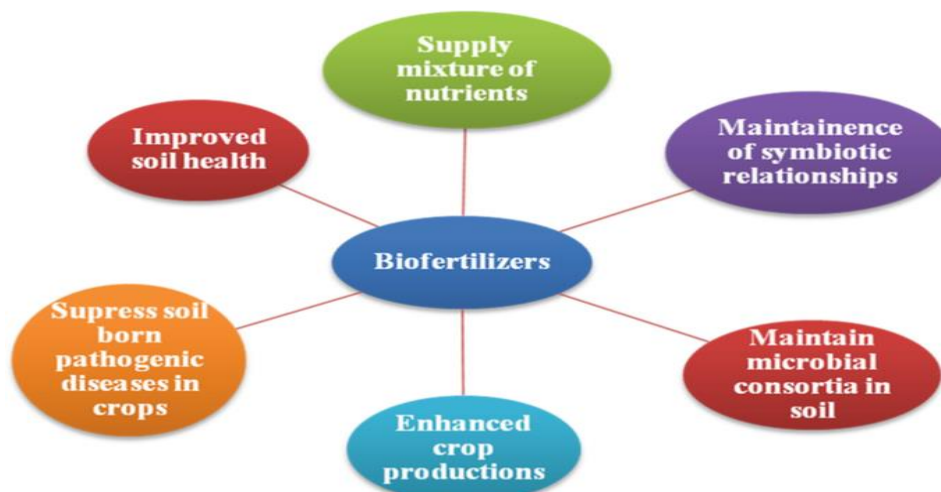 Supply
mixture of
nutrients
Improved
soil health
Maintainence
of symbiotic
relationships
Biofertilizers
Supress soil
born
pathogenic
diseases in
crops
Maintain
microbial
consortia in
soil
Enhanced
crop
productions